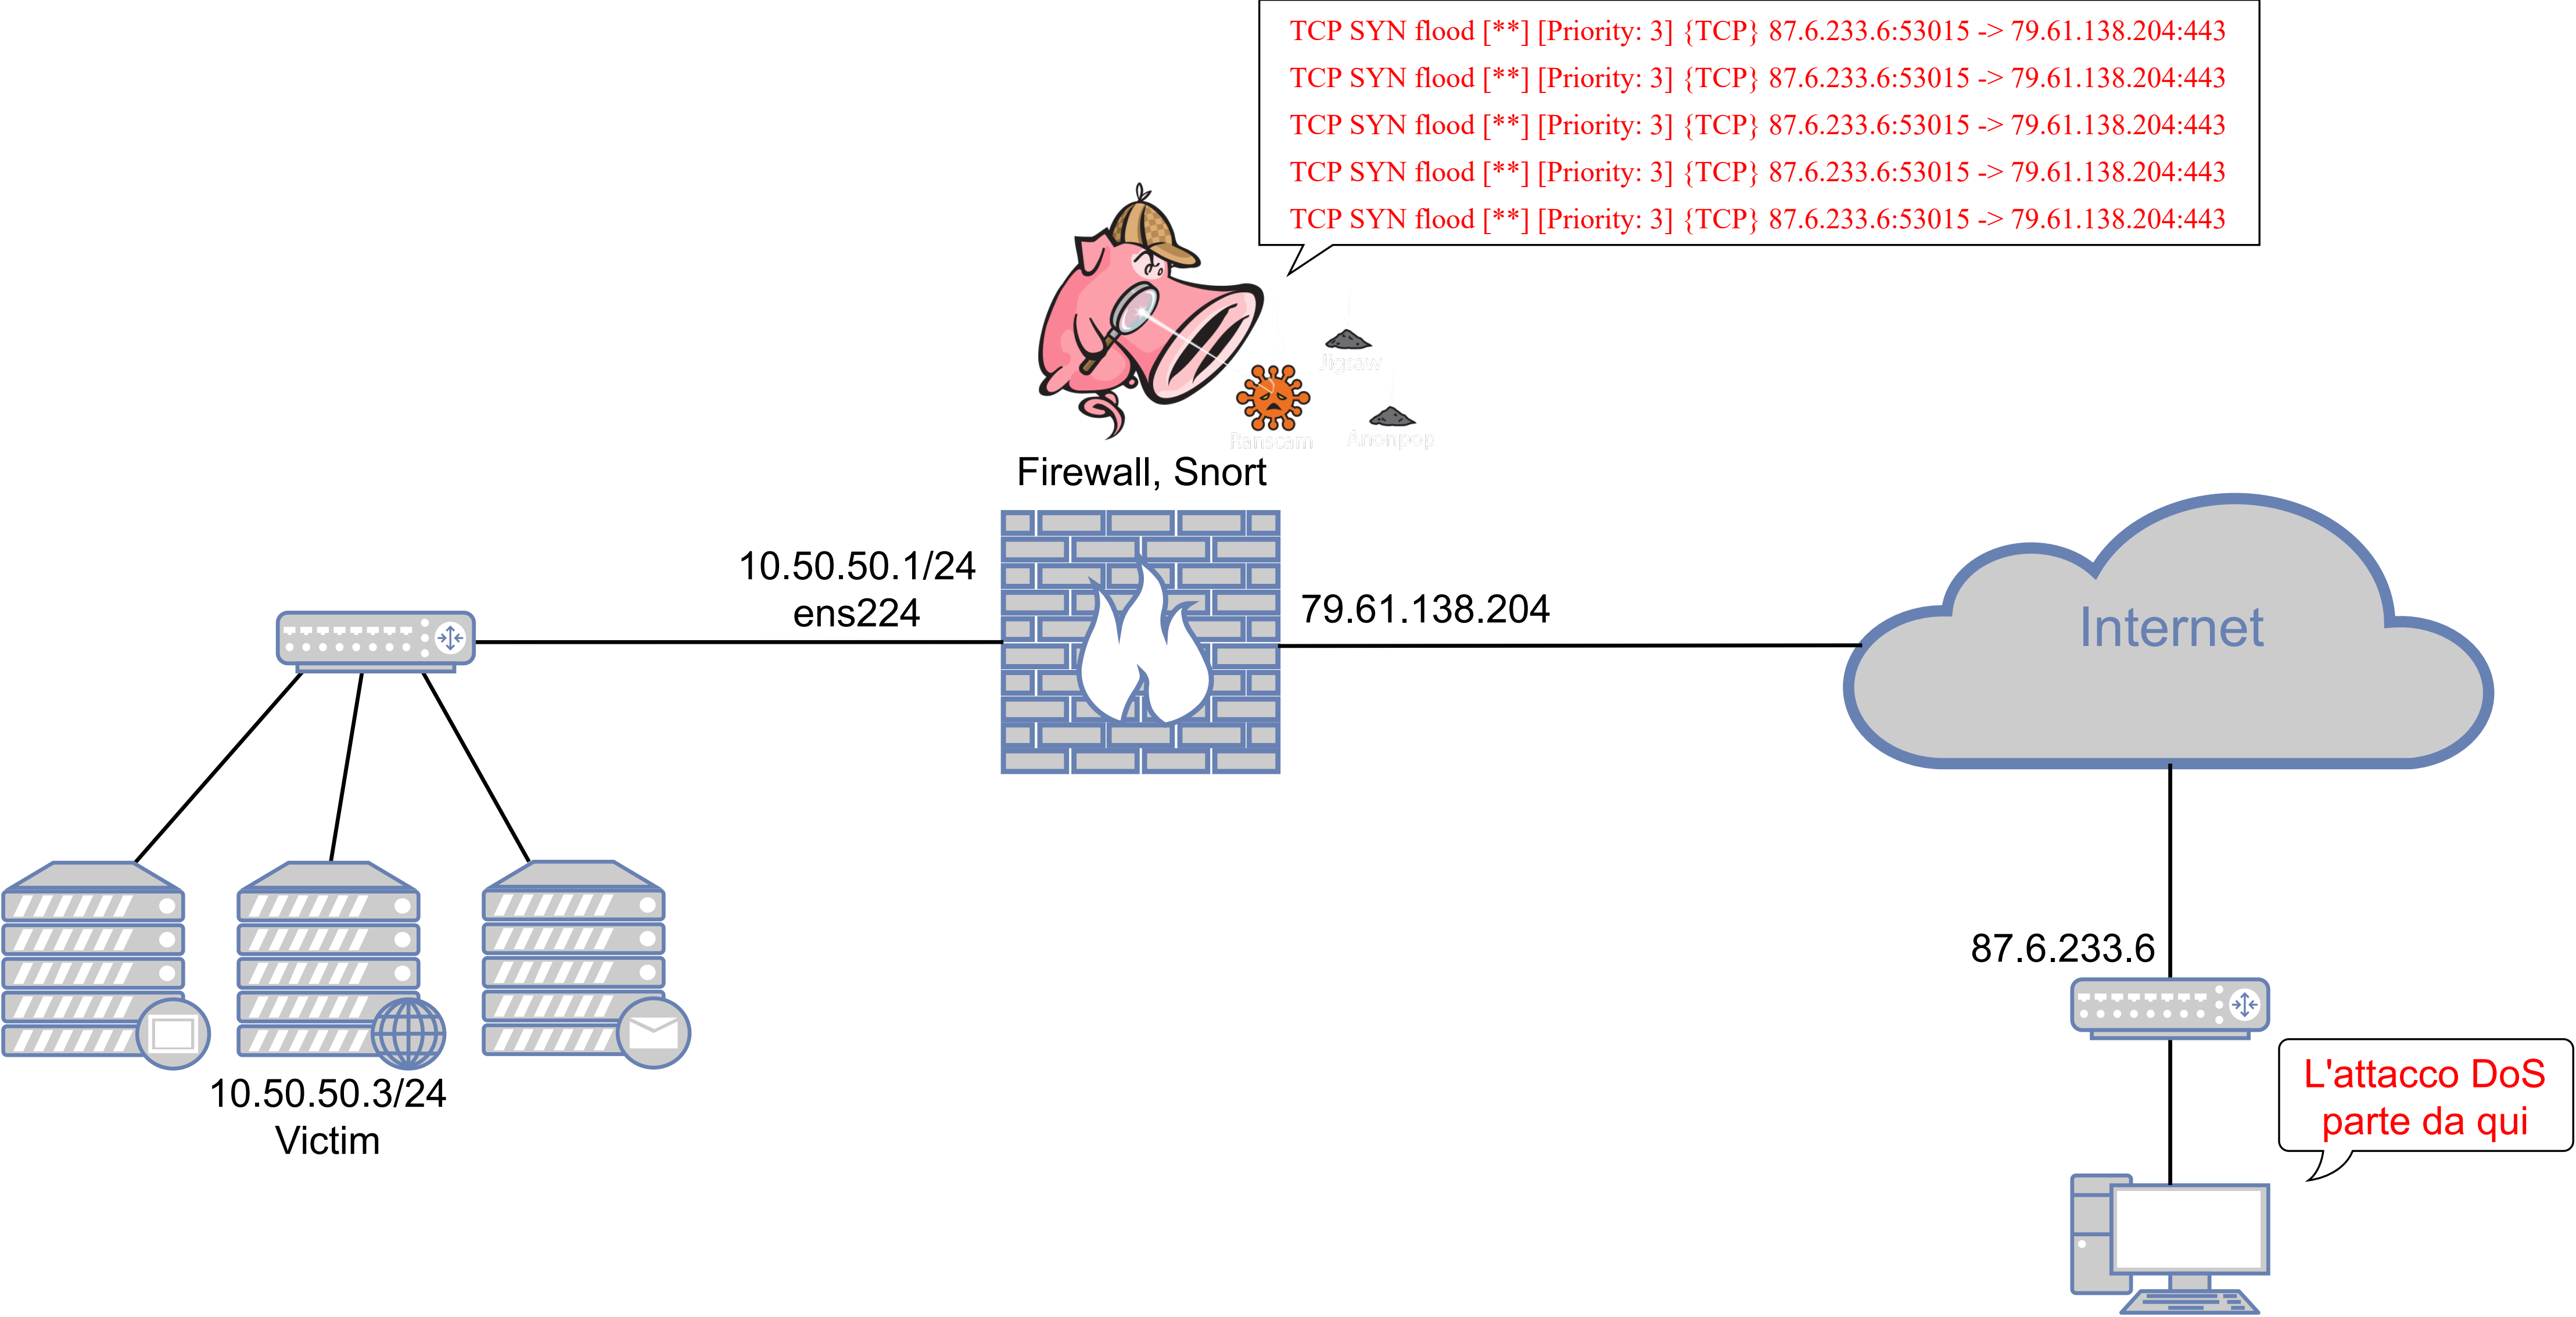 TCP SYN flood [**] [Priority: 3] {TCP} 87.6.233.6:53015 -> 79.61.138.204:443
TCP SYN flood [**] [Priority: 3] {TCP} 87.6.233.6:53015 -> 79.61.138.204:443
TCP SYN flood [**] [Priority: 3] {TCP} 87.6.233.6:53015 -> 79.61.138.204:443
TCP SYN flood [**] [Priority: 3] {TCP} 87.6.233.6:53015 -> 79.61.138.204:443
TCP SYN flood [**] [Priority: 3] {TCP} 87.6.233.6:53015 -> 79.61.138.204:443
Jigsaw
Ranscam
Anonpop
Firewall, Snort
10.50.50.1/24
ens224
79.61.138.204
Internet
87.6.233.6
L'attacco DoS
parte da qui
10.50.50.3/24
Victim